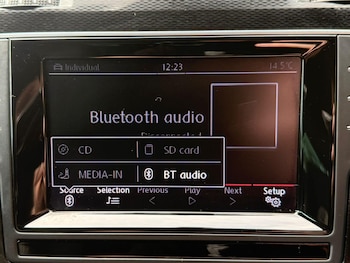 Individual 12:23 14.5°C
Bluetooth audio
Disconnected
CD SD card
MEDIA-IN BT audio
Source Selection Previous Play Next Setup